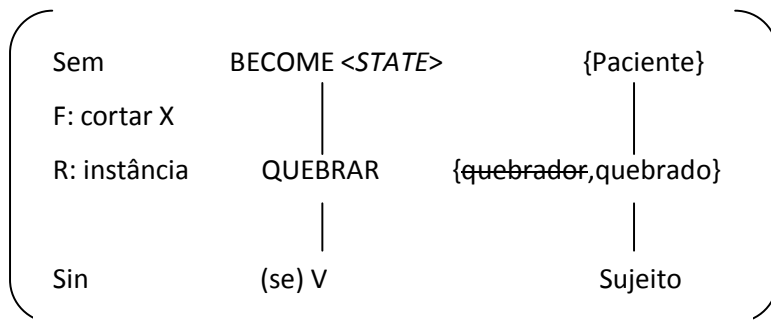 Sem BECOME <STATE> {Paciente}
F: cortar X
R: instância QUEBRAR {quebrador,quebrado}
Sin (se) V Sujeito